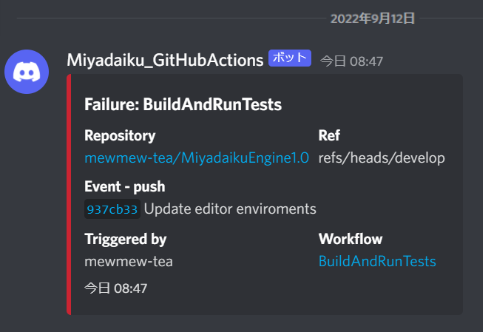 2022年9月12日
Miyadaiku_GitHubActions ボット 今日 08:47
Failure: BuildAndRunTests
Repository Ref
mewmew-tea/MiyadaikuEngine1.0 refs/heads/develop
Event - push
937cb33 Update editor enviroments
Triggered by Workflow
mewmew-tea BuildAndRunTests
今日 08:47